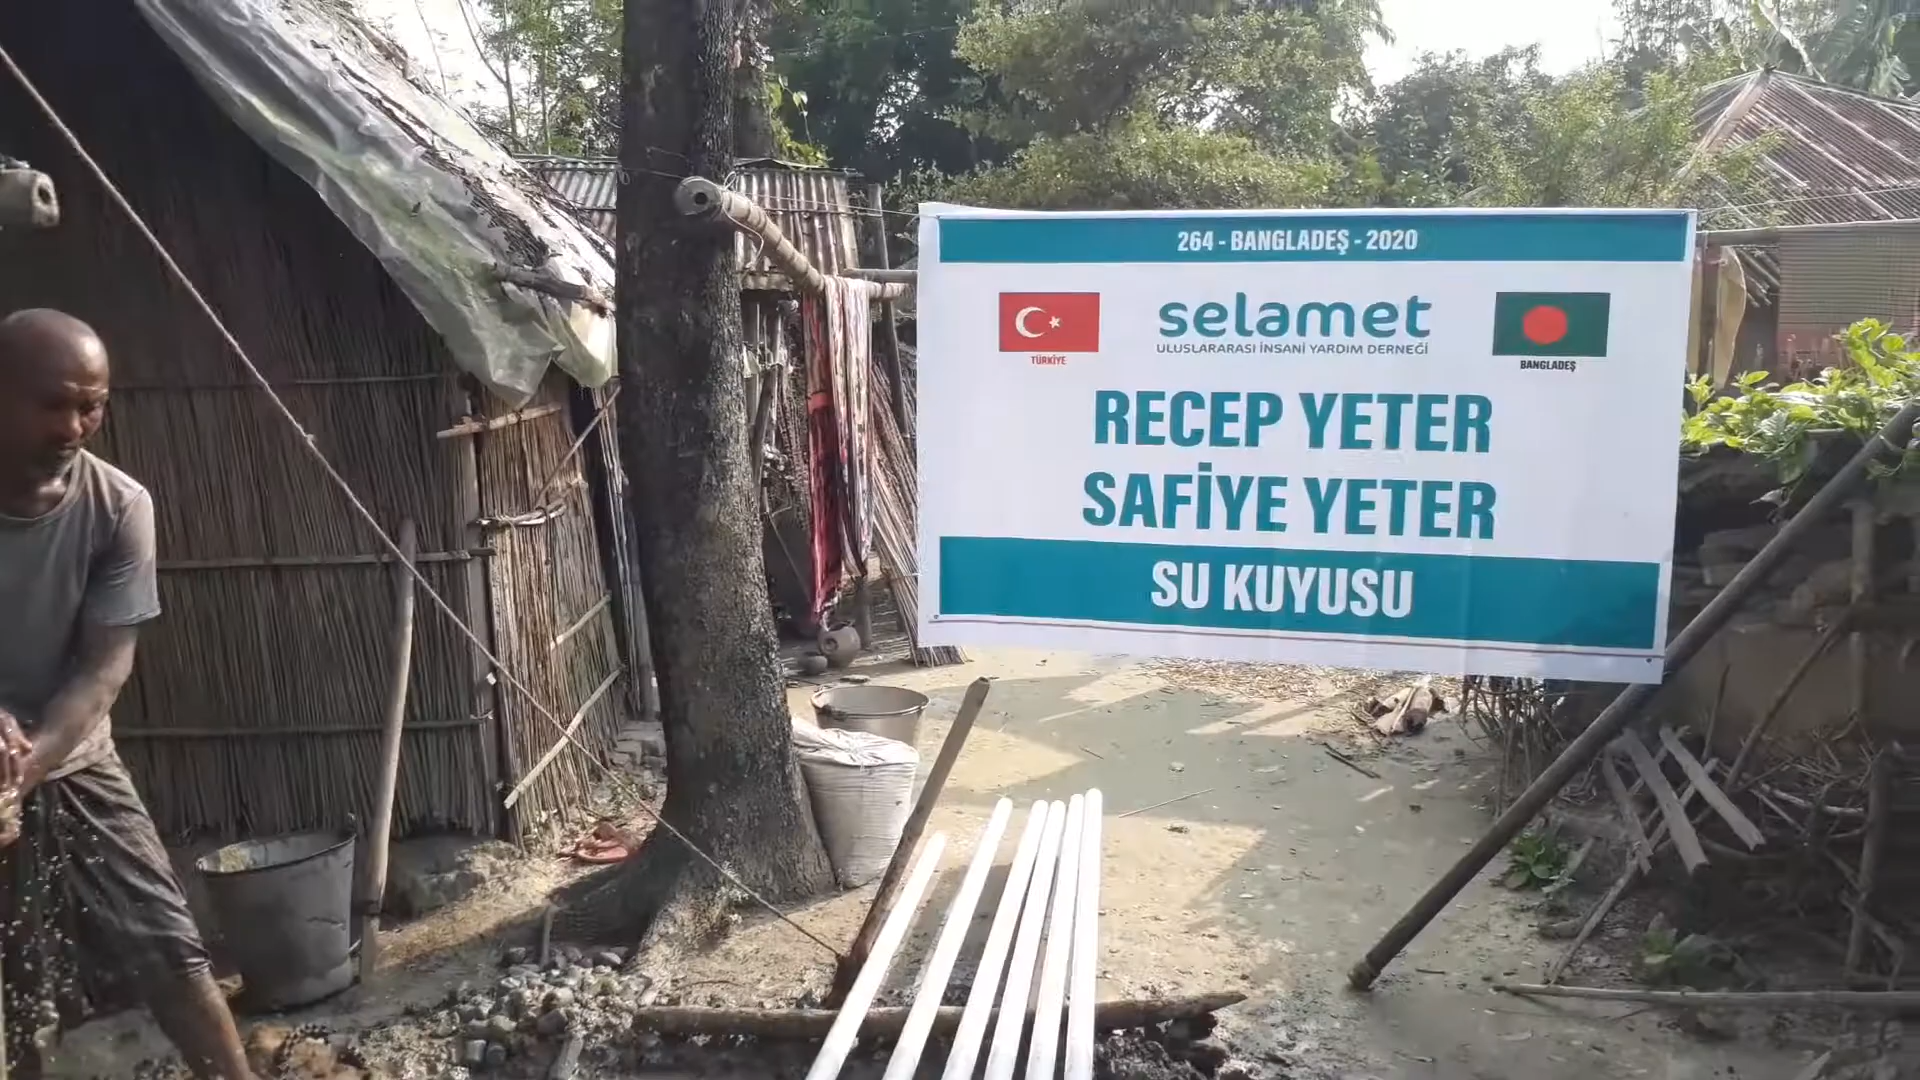 264 - BANGLADEŞ - 2020
selamet
ULUSLARARASI İNSANİ YARDIM DERNEĞİ
TÜRKİYE
BANGLADEŞ
RECEP YETER
SAFİYE YETER
SU KUYUSU